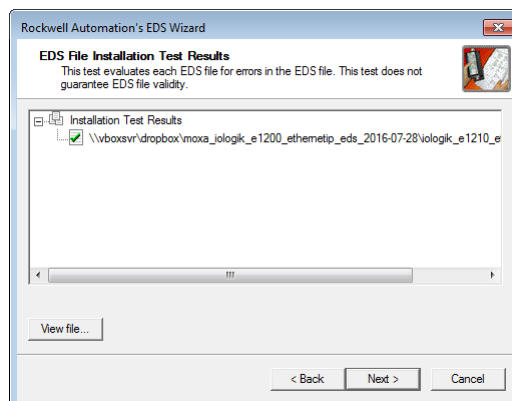 Rockwell Automation's EDS Wizard
EDS File Installation Test Results
This test evaluates each EDS file for errors in the EDS file. This test does not
guarantee EDS file validity.
Installation Test Results
\\vboxsvr\dropbox\moxa_iologik_e1200_ethernetip_eds_2016-07-28\iologik_e1210_e
View file...
< Back
Next >
Cancel